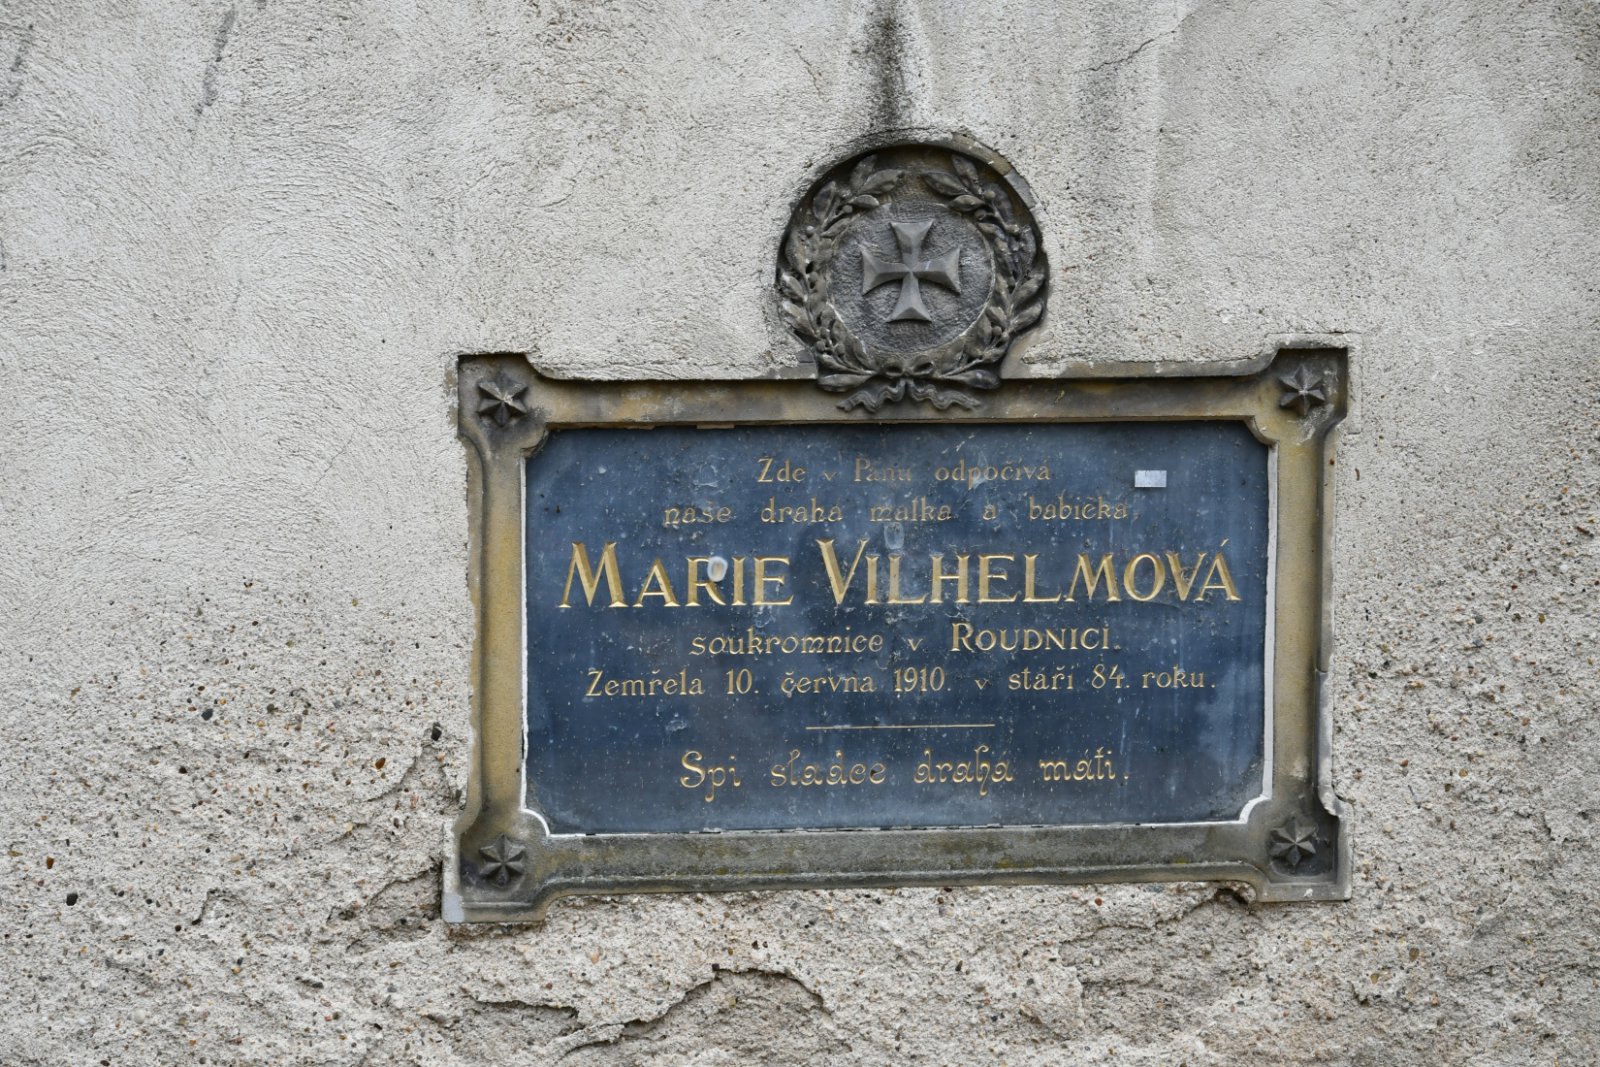 Zde v Pánu odpočívá
naše drahá matka a babička,
MARIE VILHELMOVÁ
soukromnice v ROUDNICI.
Zemřela 10. června 1910. v stáří 84. roku.
Spi sladce drahá máti.